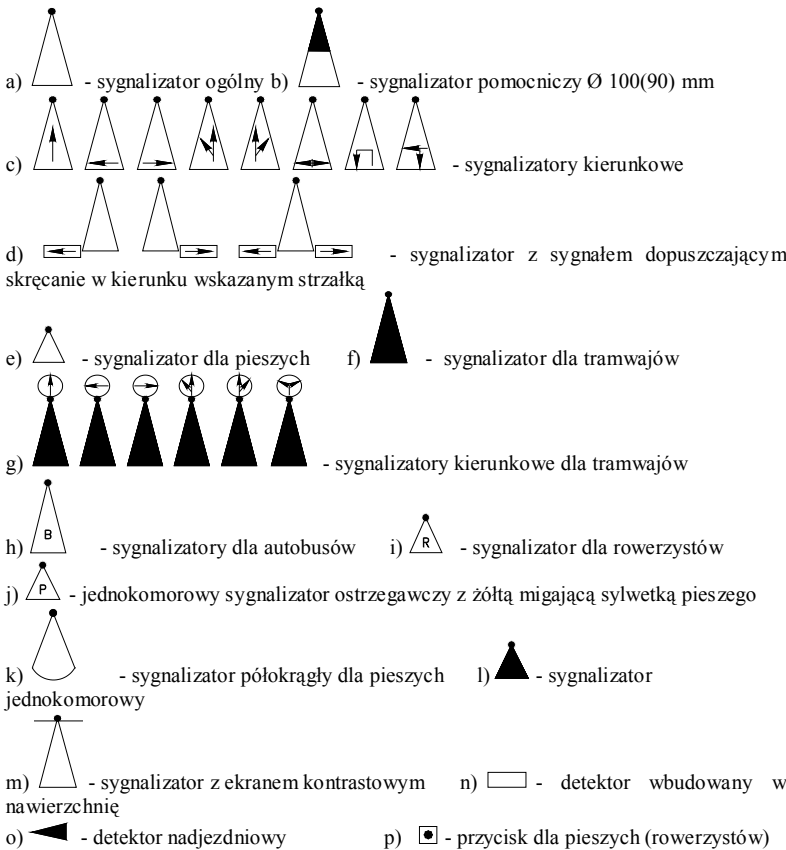 a) - sygnalizator ogólny b) - sygnalizator pomocniczy Ø 100(90) mm
c) - sygnalizatory kierunkowe
d) - sygnalizator z sygnałem dopuszczającym
skręcanie w kierunku wskazanym strzałką
e) - sygnalizator dla pieszych f) - sygnalizator dla tramwajów
g) - sygnalizatory kierunkowe dla tramwajów
h) B - sygnalizatory dla autobusów i) R - sygnalizator dla rowerzystów
j) P - jednokomorowy sygnalizator ostrzegawczy z żółtą migającą sylwetką pieszego
k) - sygnalizator półokrągły dla pieszych l) - sygnalizator
jednokomorowy
m) - sygnalizator z ekranem kontrastowym n) - detektor wbudowany w
nawierzchnię
o) - detektor nadjezdniowy p) - przycisk dla pieszych (rowerzystów)